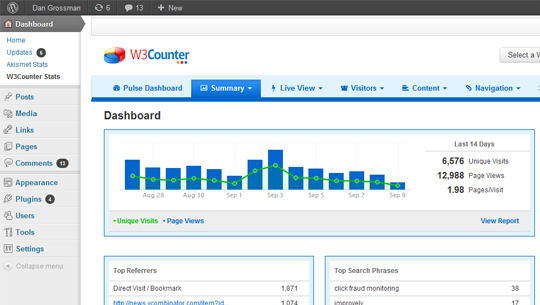 Dan Grossman 6 13 + New
Dashboard
Home
Updates 6
Akismet Stats
W3Counter Stats
Posts
Media
Links
Pages
Comments 13
Appearance
Plugins 4
Users
Tools
Settings
Collapse menu
W3Counter
Select a W
Pulse Dashboard Summary Live View Visitors Content Navigation
Dashboard
Aug 28 Aug 30 Sep 1 Sep 3 Sep 5 Sep 7 Sep 9
Unique Visits Page Views
Last 14 Days
6,576 Unique Visits
12,988 Page Views
1.98 Pages/Visit
View Report
Top Referrers
Direct Visit / Bookmark 1,871
http://news.ycombinator.com/item?id... 1,074
Top Search Phrases
click fraud monitoring 38
improvely 17